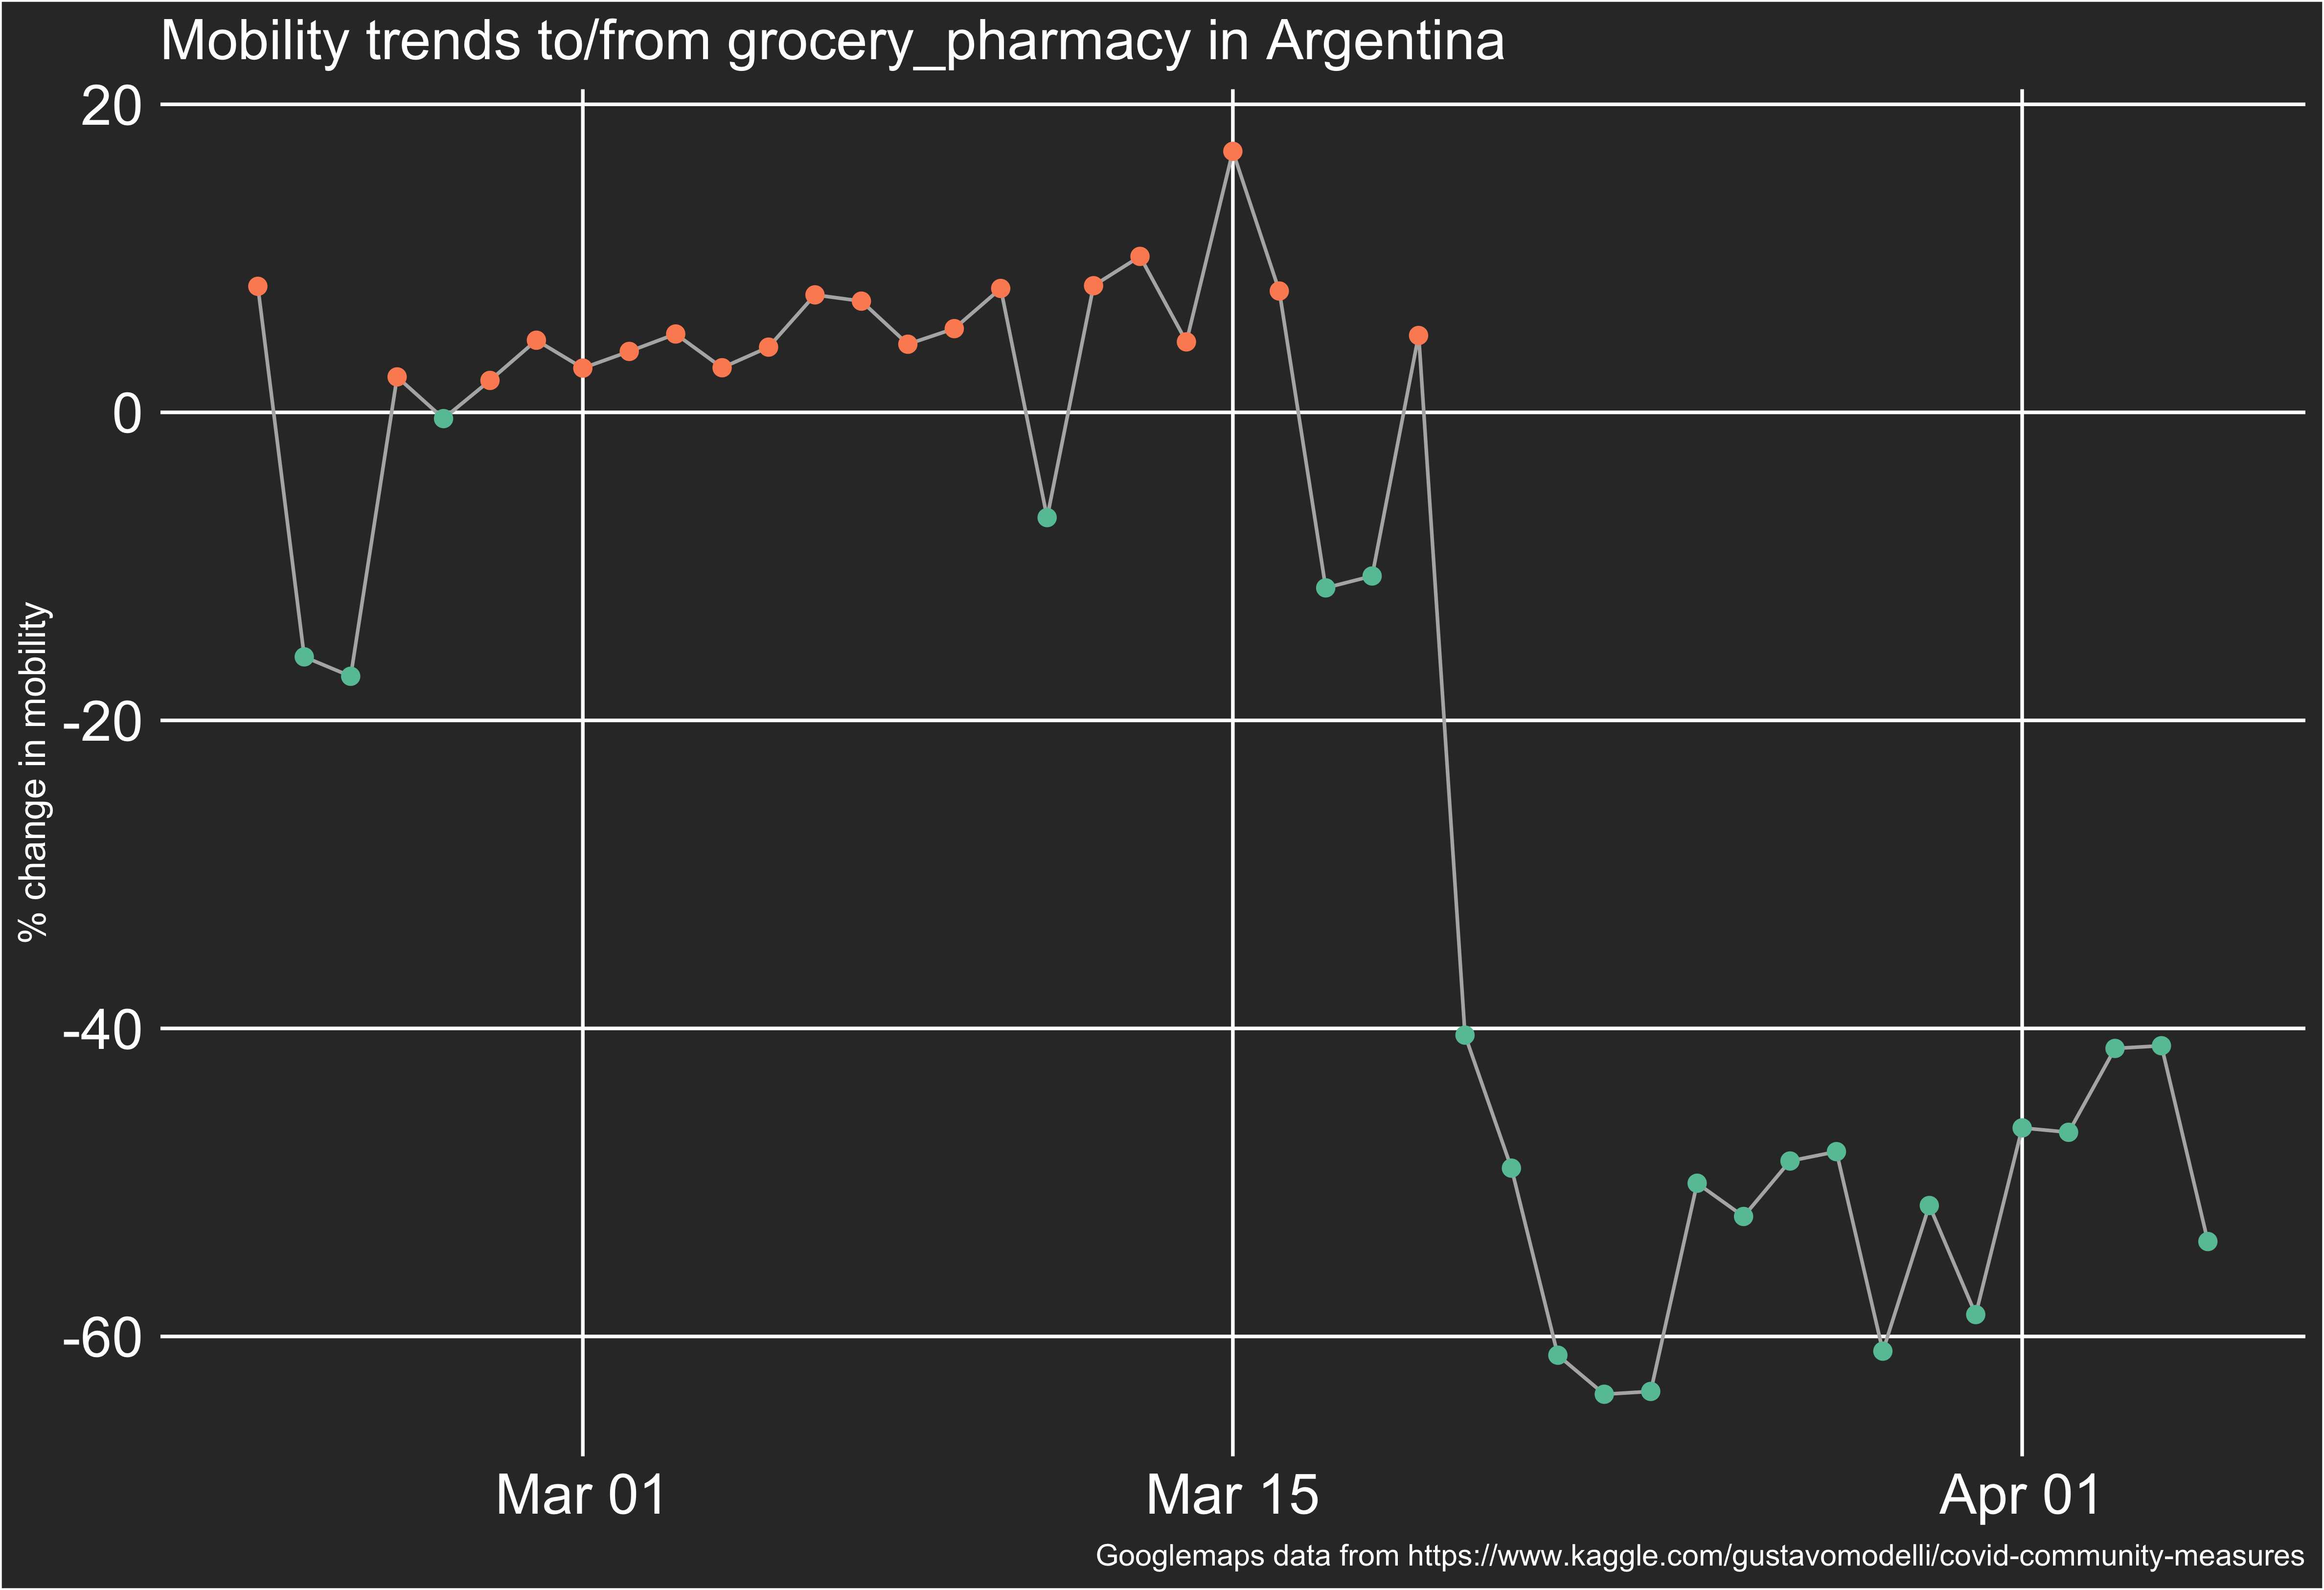 Mobility trends to/from grocery_pharmacy in Argentina
20
0
-20
-40
-60
% change in mobility
Mar 01
Mar 15
Apr 01
Googlemaps data from https://www.kaggle.com/gustavomodelli/covid-community-measures